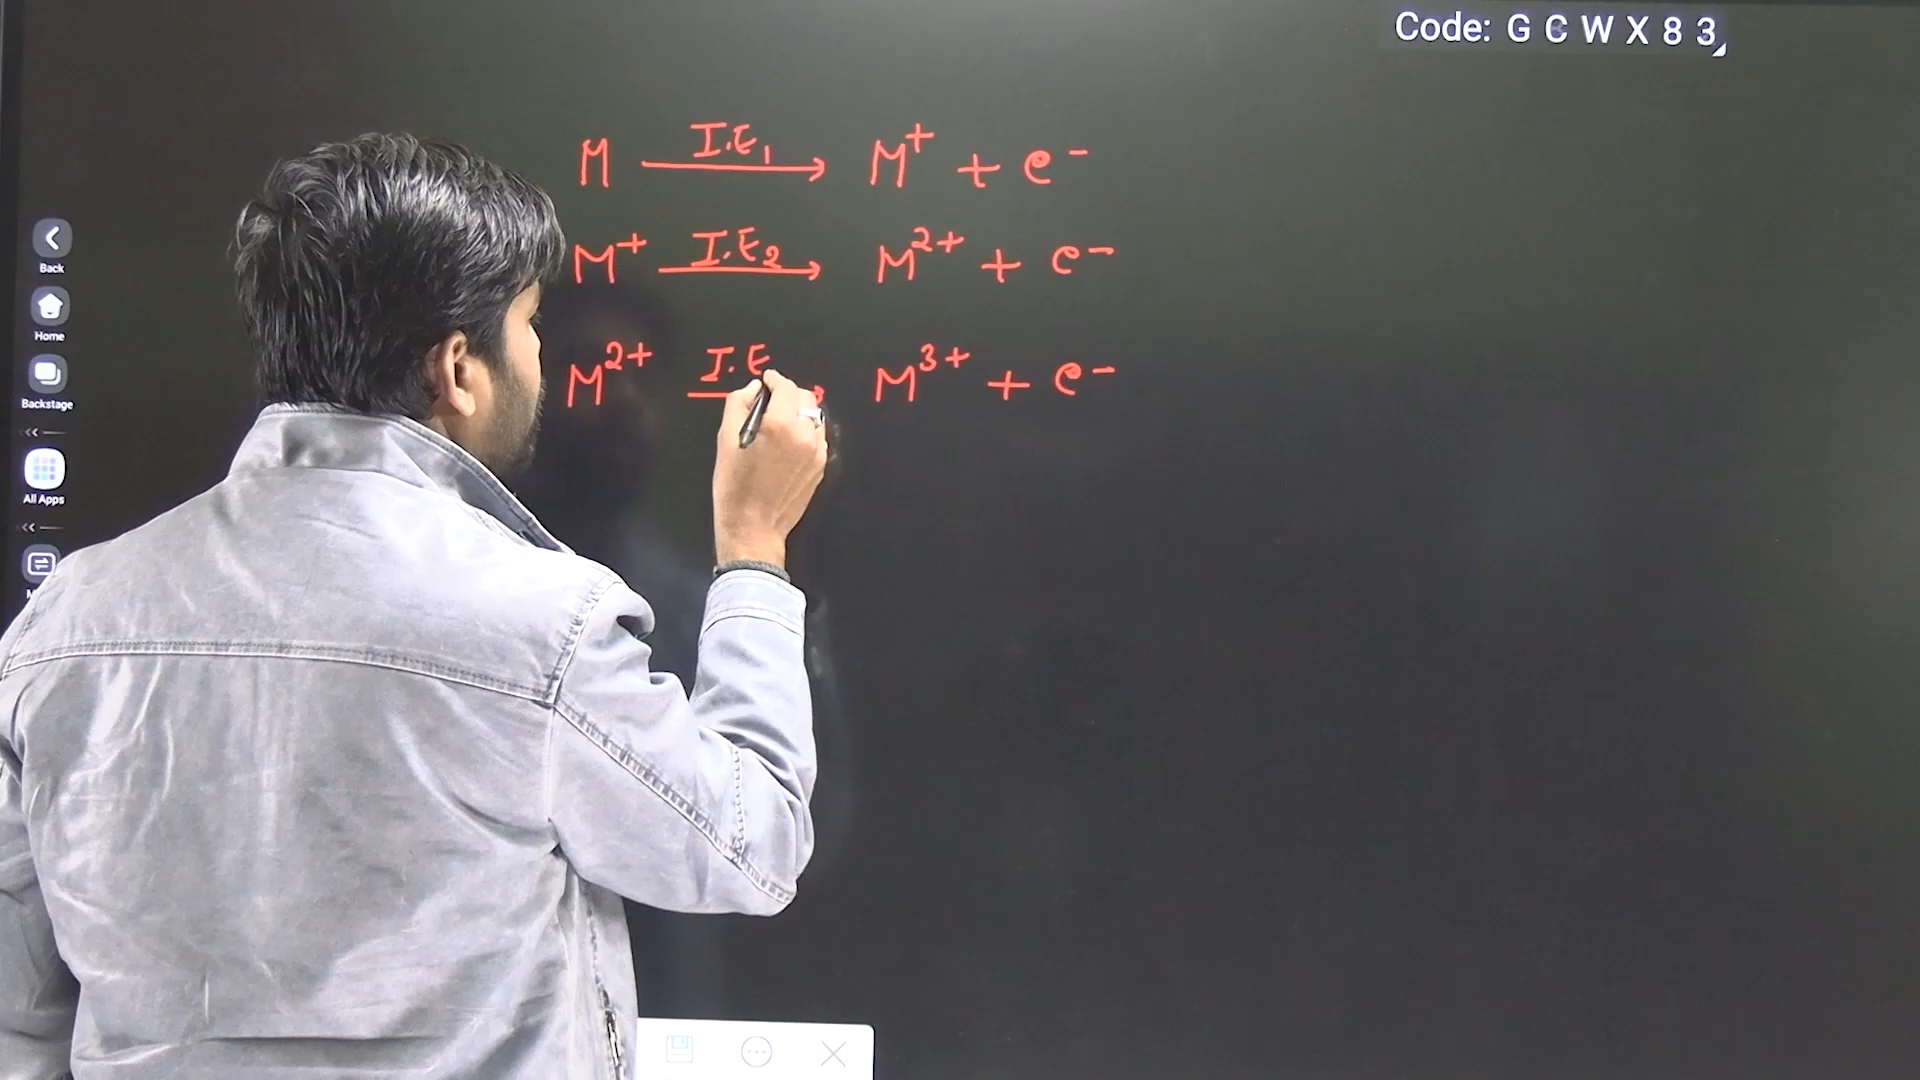 Code: G C W X 8 3
M I.E₁ → M⁺ + e⁻
M⁺ I.E₂ → M²⁺ + e⁻
M²⁺ I.E → M³⁺ + e⁻
Back
Home
Backstage
All Apps